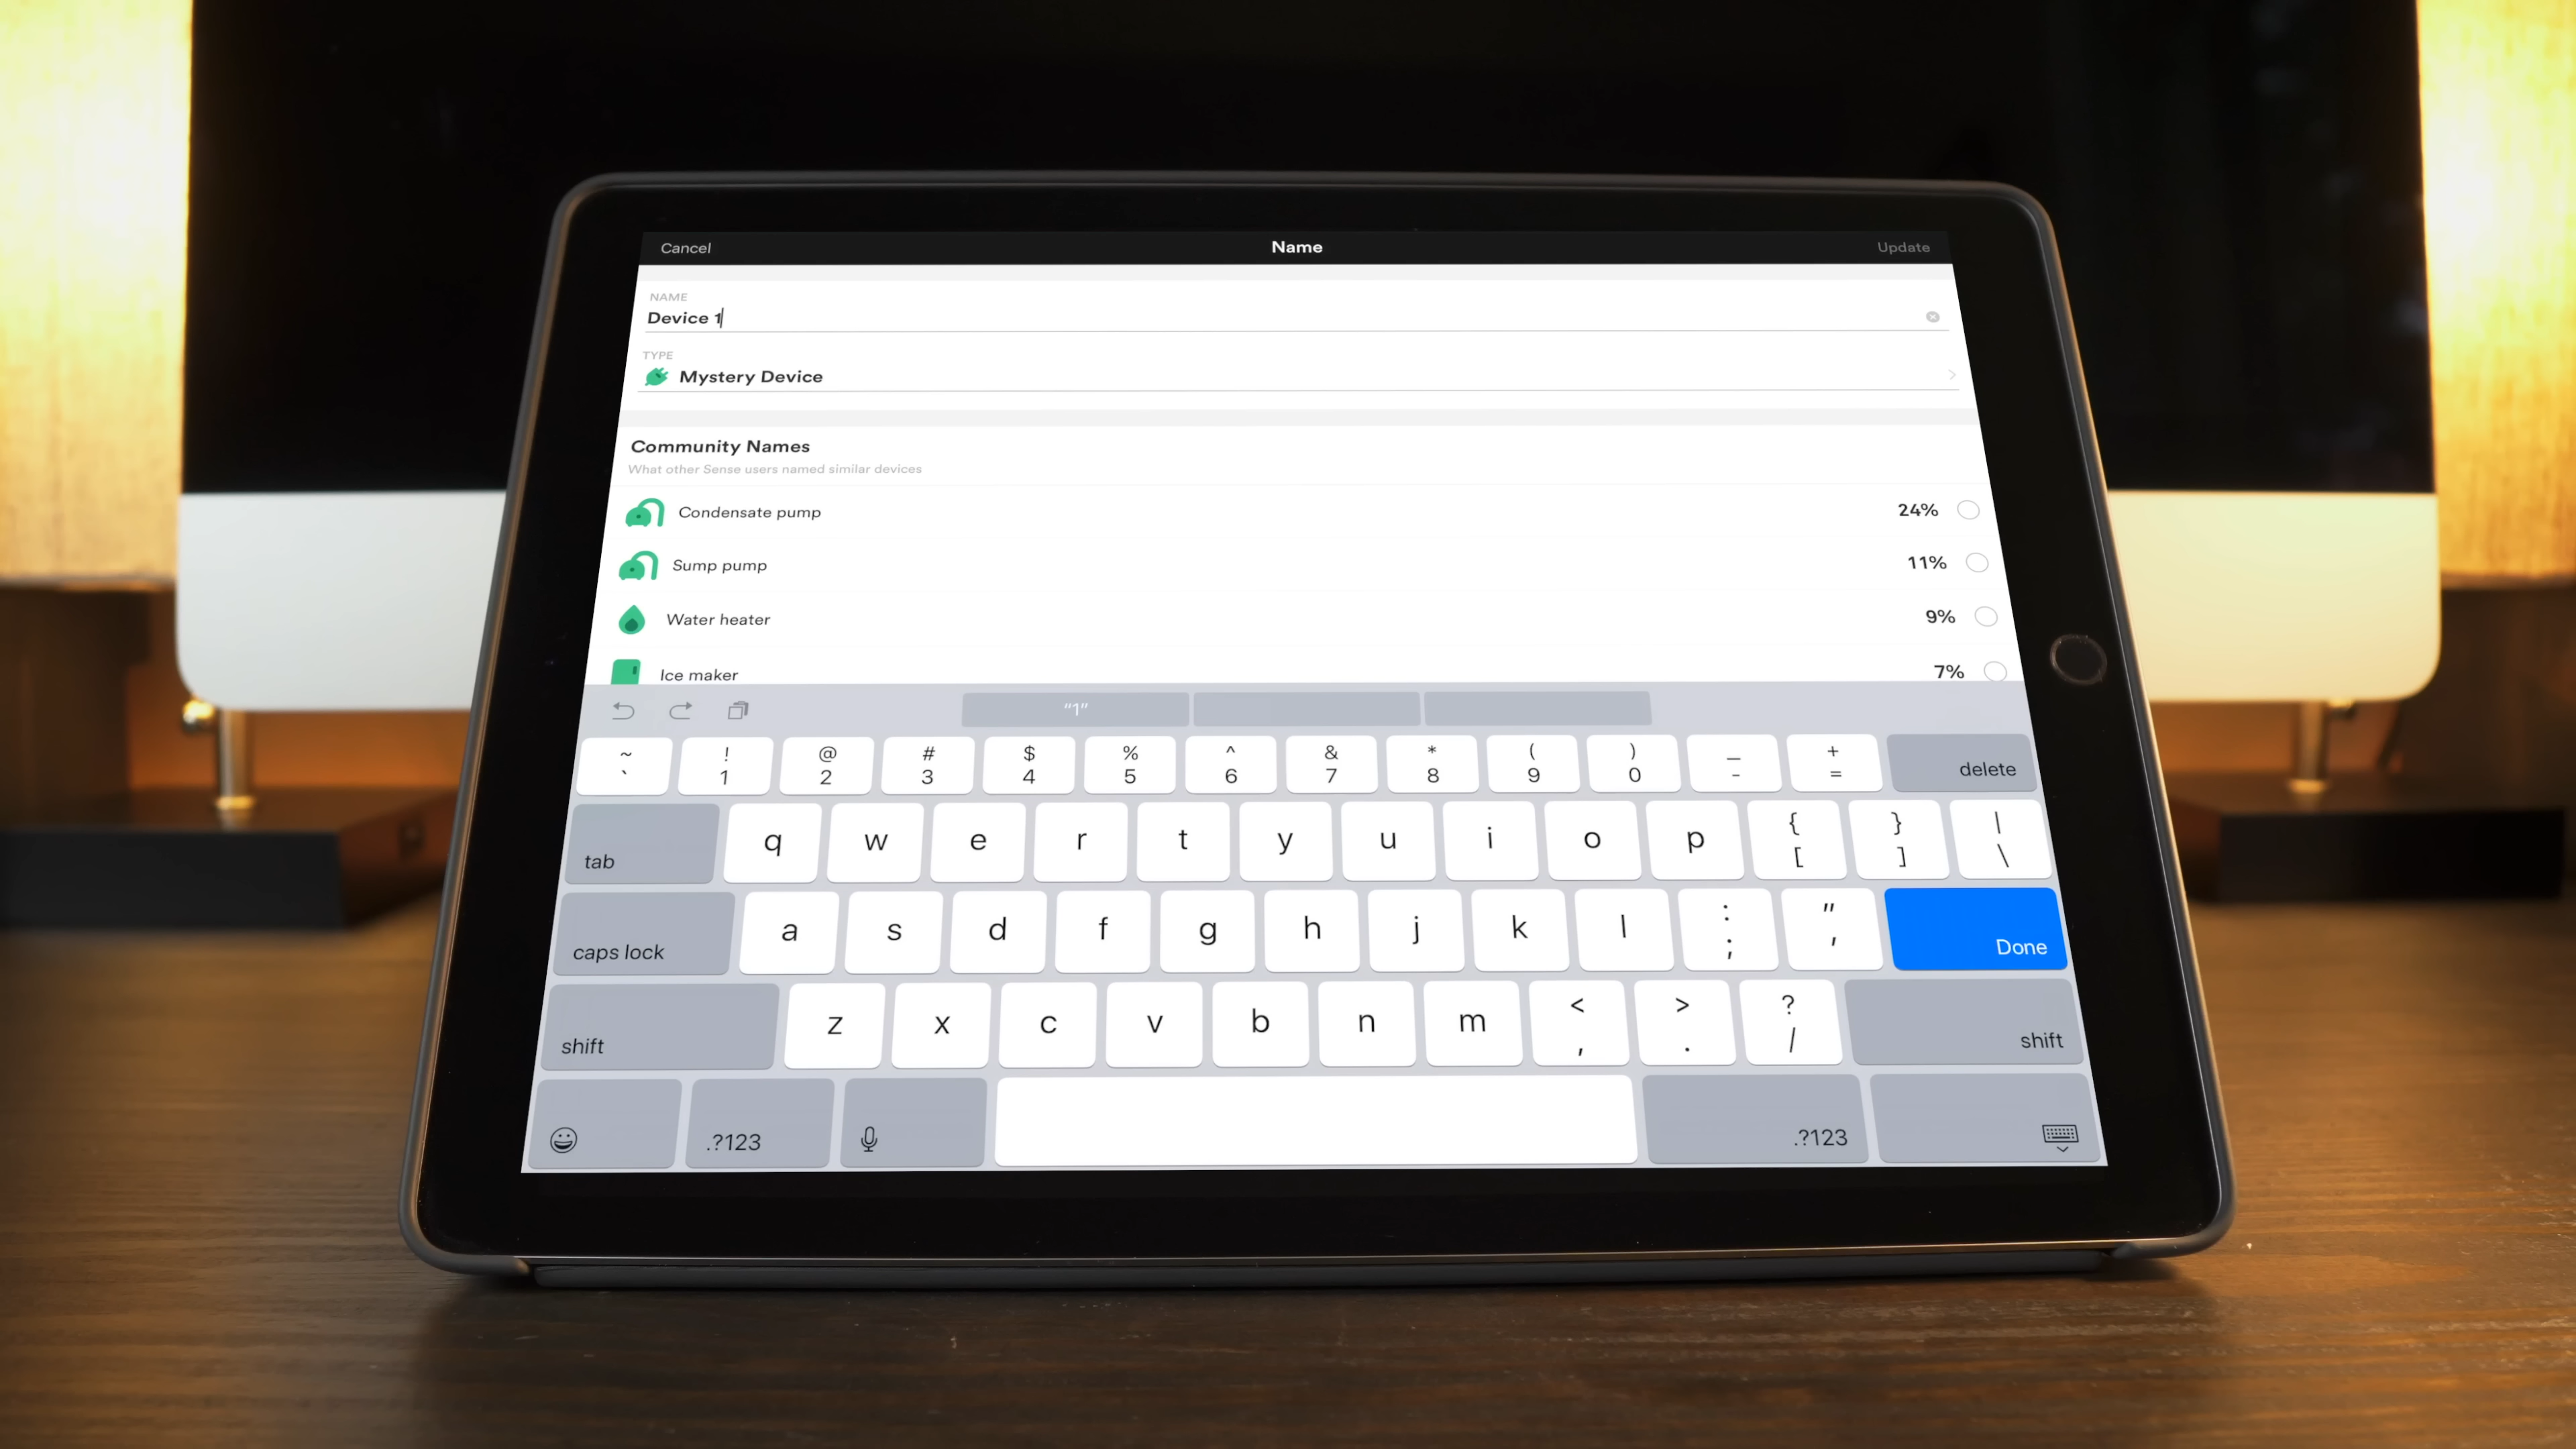 Cancel Name Update
NAME
Device 1
TYPE
Mystery Device
Community Names
What other Sense users named similar devices
Condensate pump 24%
Sump pump 11%
Water heater 9%
Ice maker 7%
"1"
~ ! @ # $ % ^ & * ( ) _ +
` 1 2 3 4 5 6 7 8 9 0 - = delete
tab q w e r t y u i o p { [ } ] | \
caps lock a s d f g h j k l : ; " ' Done
shift z x c v b n m < , > . ? / shift
.?123 .?123